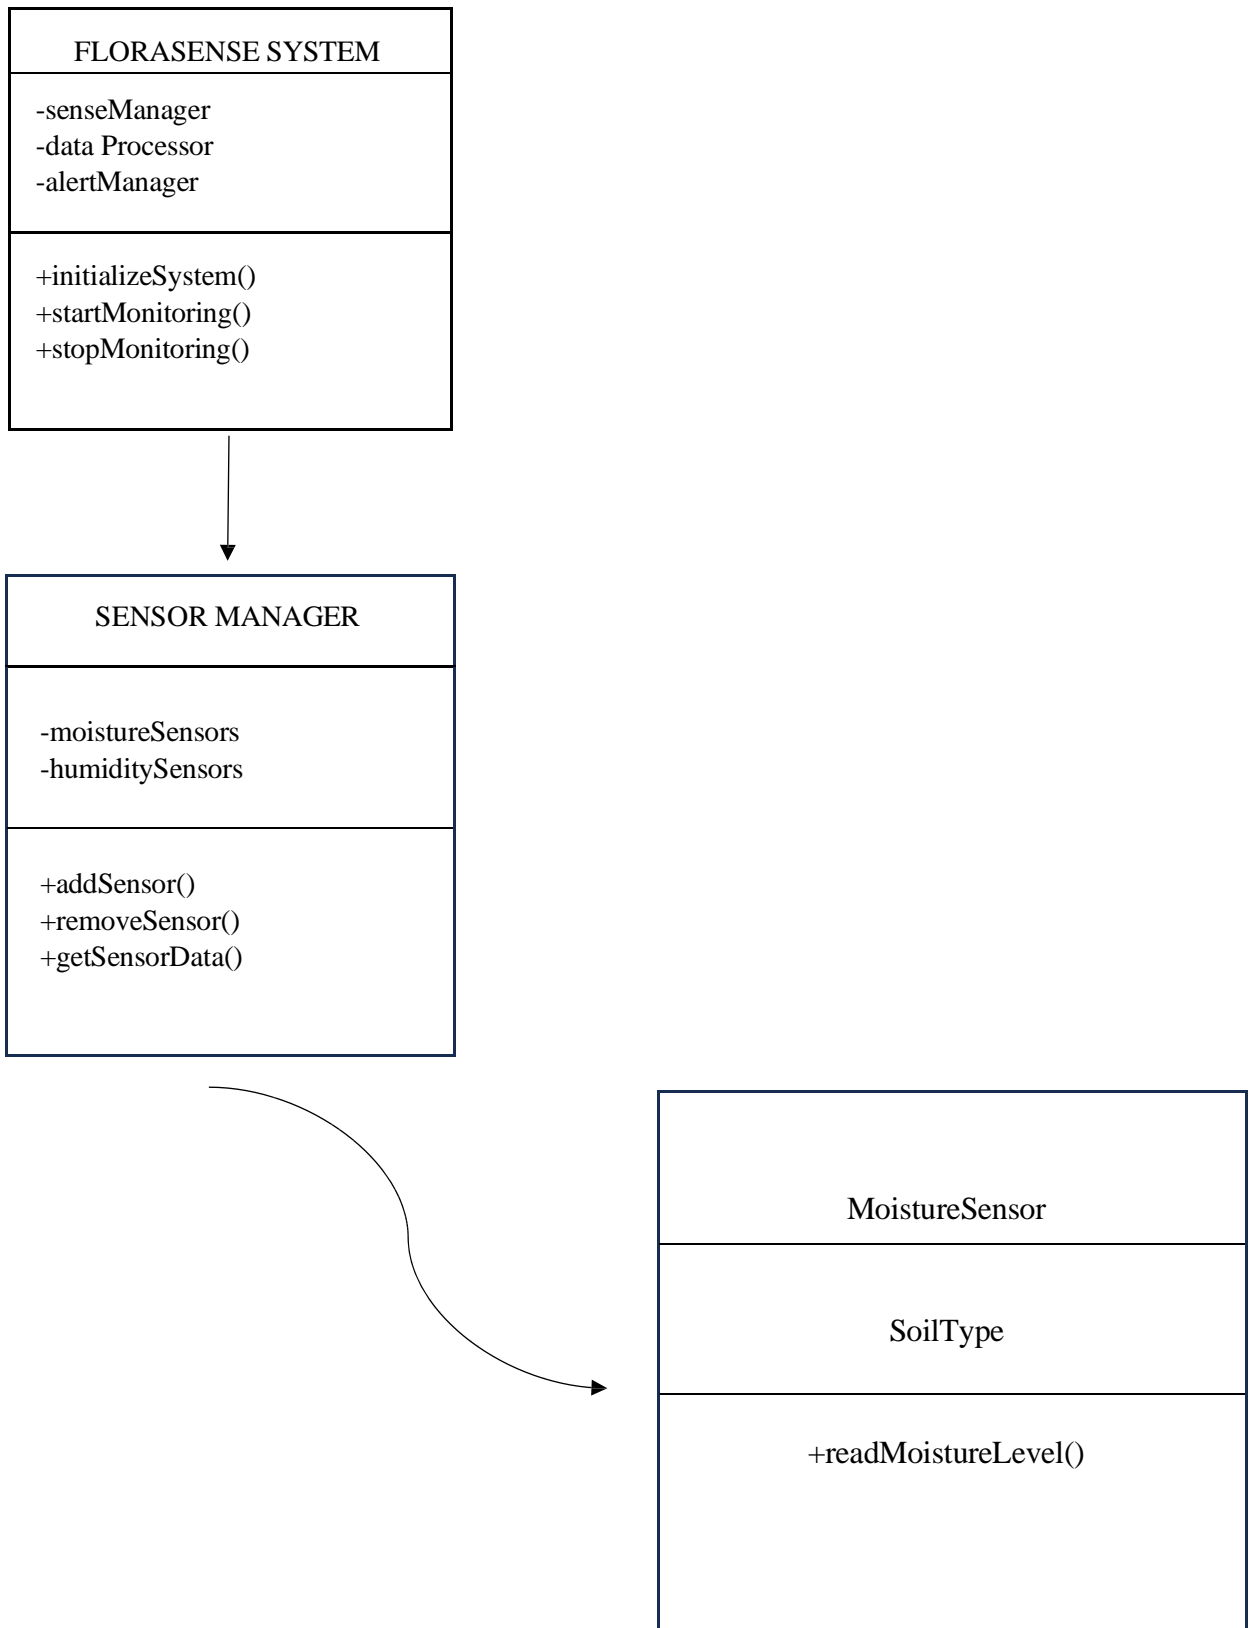 FLORASENSE SYSTEM
-senseManager
-data Processor
-alertManager
+initializeSystem()
+startMonitoring()
+stopMonitoring()
SENSOR MANAGER
-moistureSensors
-humiditySensors
+addSensor()
+removeSensor()
+getSensorData()
MoistureSensor
SoilType
+readMoistureLevel()